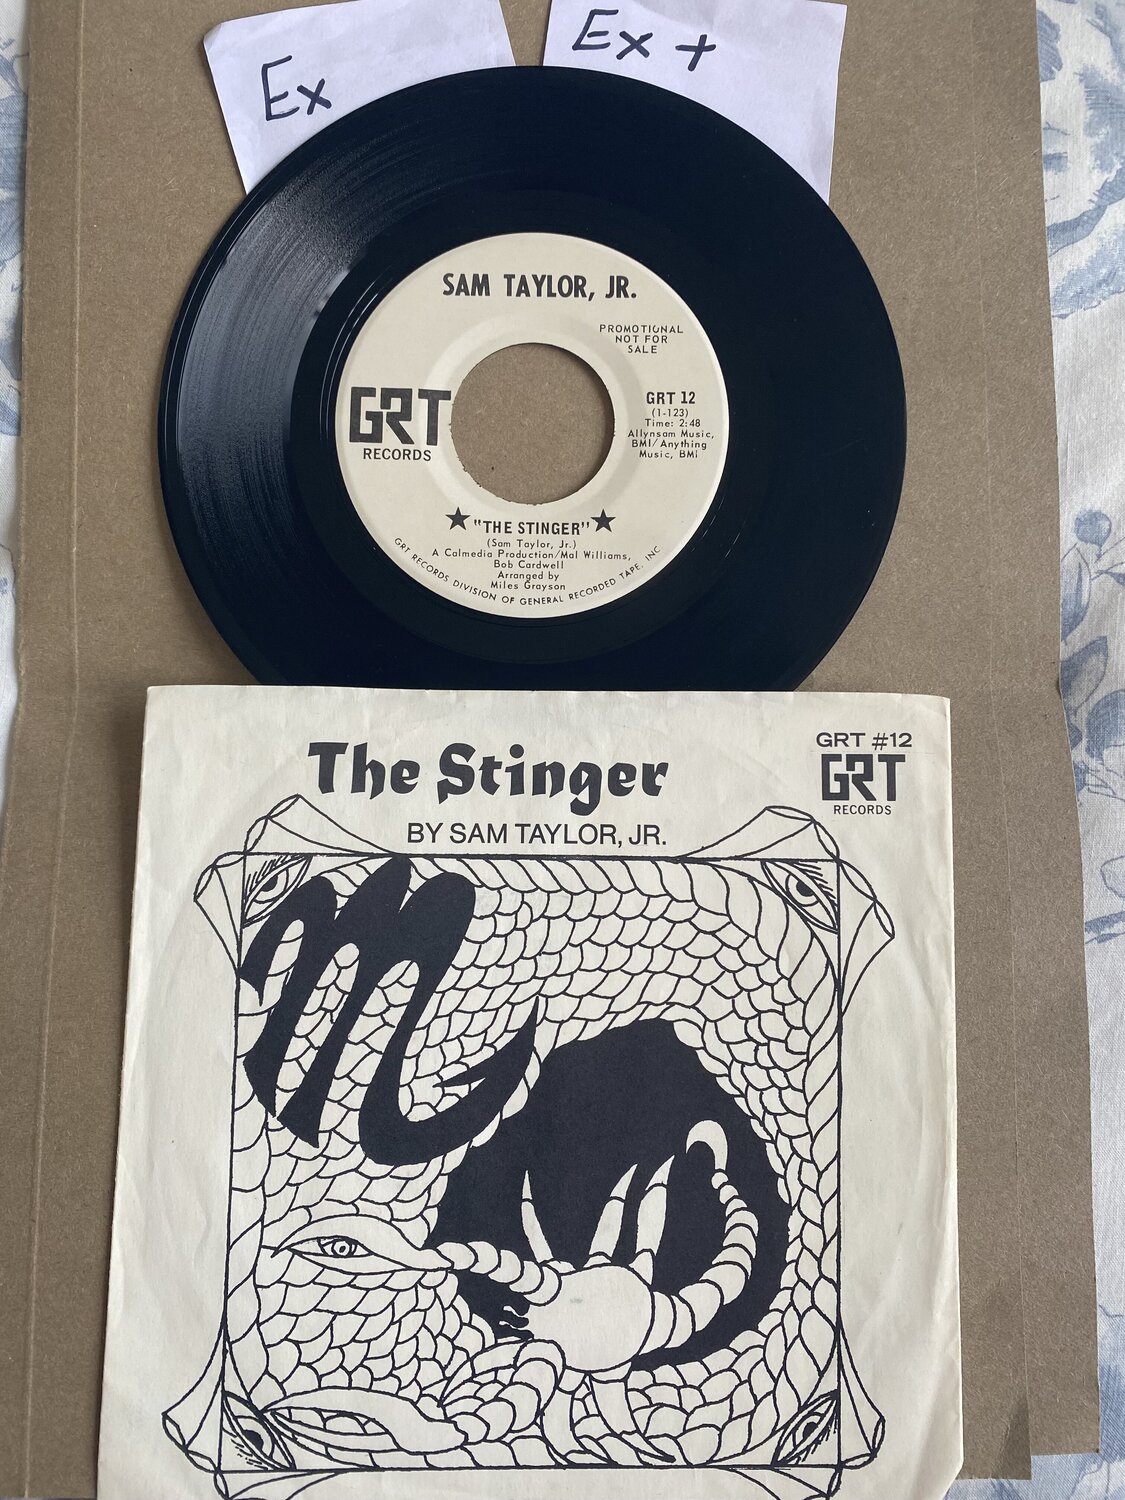 Ex
Ex +
SAM TAYLOR, JR.
PROMOTIONAL
NOT FOR
SALE
GRT
RECORDS
GRT 12
(1-123)
Time: 2:48
Allynsam Music,
BMI/Anything
Music, BMI
★ "THE STINGER" ★
(Sam Taylor, Jr.)
A Calmedia Production/Mal Williams,
Bob Cardwell
Arranged by
Miles Grayson
GRT RECORDS DIVISION OF GENERAL RECORDED TAPE, INC
The Stinger
BY SAM TAYLOR, JR.
GRT #12
GRT
RECORDS